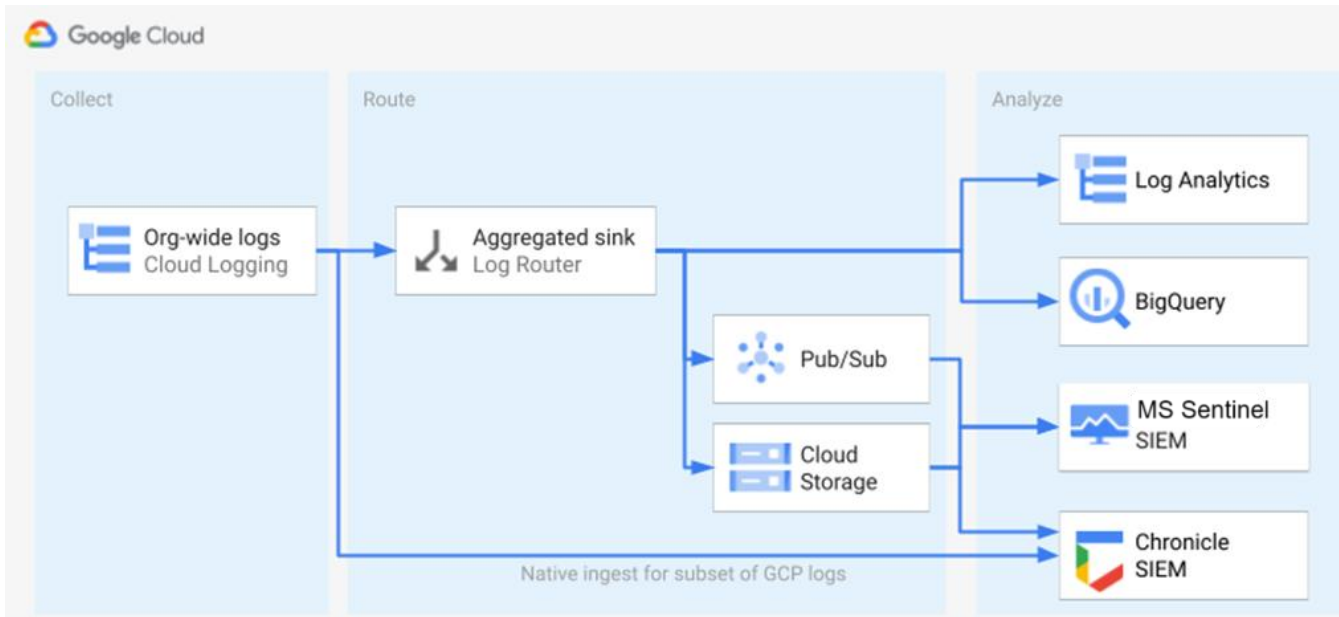 Google Cloud
Collect
Route
Analyze
Org-wide logs
Cloud Logging
Aggregated sink
Log Router
Pub/Sub
Cloud
Storage
Log Analytics
BigQuery
MS Sentinel
SIEM
Chronicle
SIEM
Native ingest for subset of GCP logs